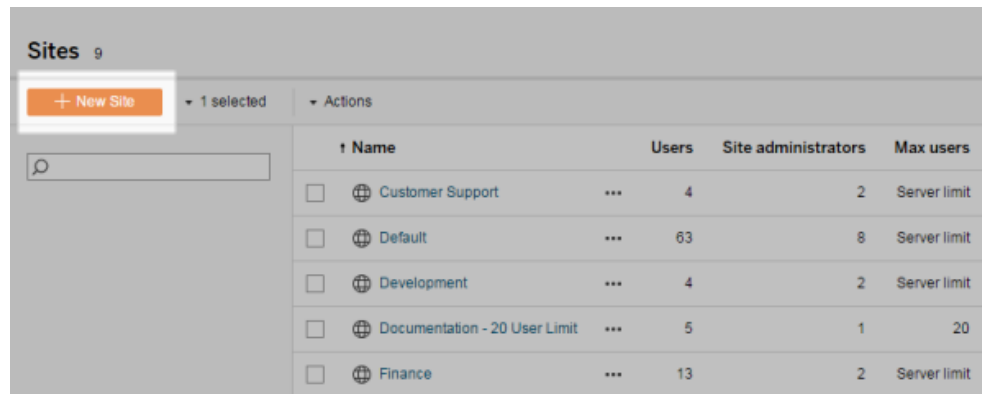 Sites 9
+ New Site 1 selected Actions
↑ Name Users Site administrators Max users
Customer Support ••• 4 2 Server limit
Default ••• 63 8 Server limit
Development ••• 4 2 Server limit
Documentation - 20 User Limit ••• 5 1 20
Finance ••• 13 2 Server limit